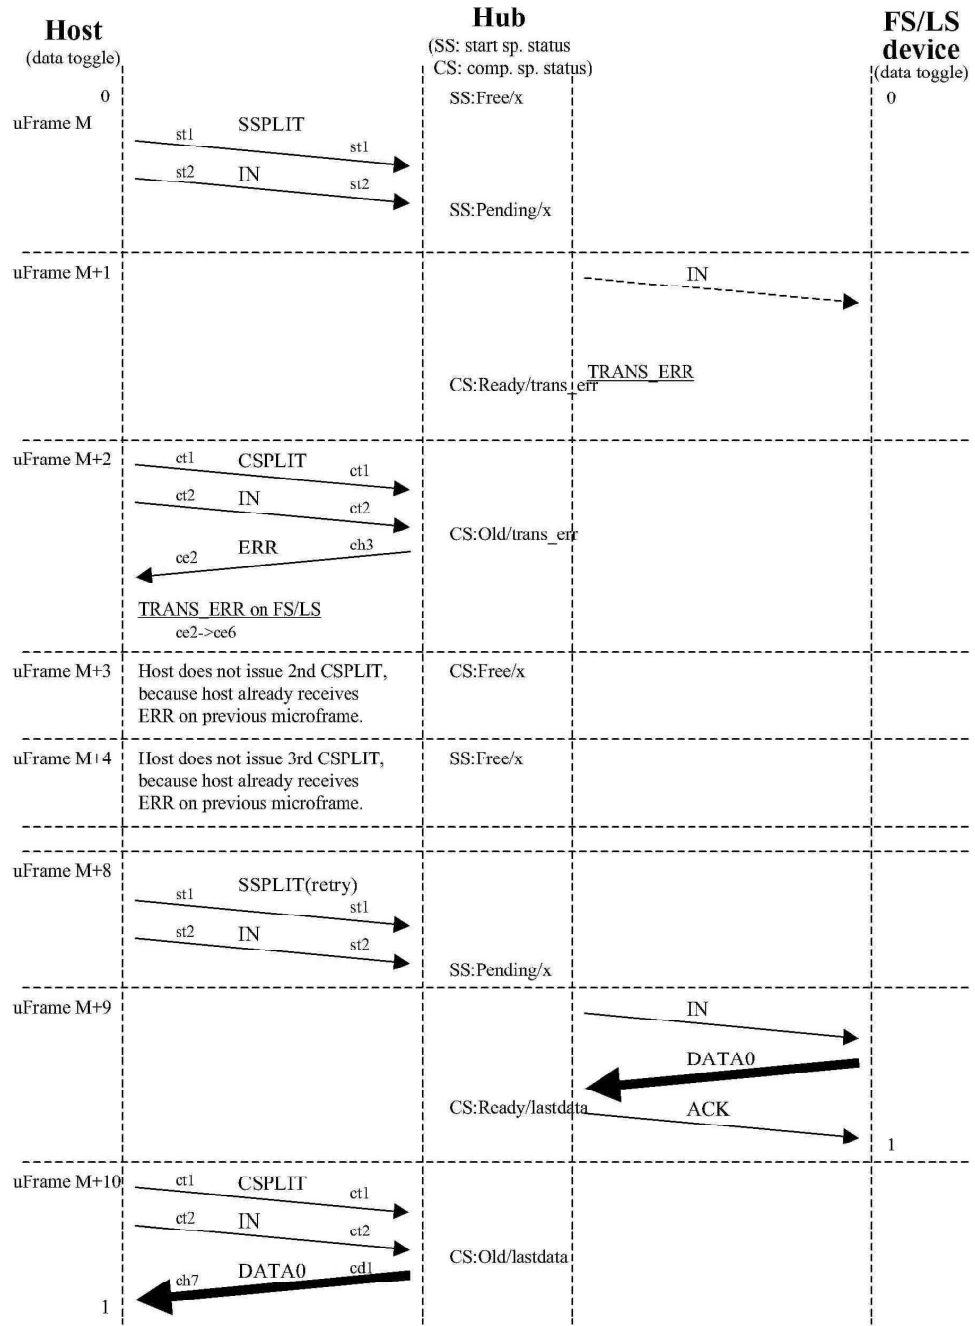 Host
(data toggle)
Hub
(SS: start sp. status
CS: comp. sp. status)
FS/LS
device
(data toggle)
0
SS:Free/x
0
uFrame M
SSPLIT
st1
st1
IN
st2
st2
SS:Pending/x
uFrame M+1
IN
CS:Ready/trans_err
TRANS_ERR
uFrame M+2
CSPLIT
ct1
ct1
IN
ct2
ct2
CS:Old/trans_err
ERR
ch3
ce2
TRANS_ERR on FS/LS
ce2->ce6
uFrame M+3
Host does not issue 2nd CSPLIT,
because host already receives
ERR on previous microframe.
CS:Free/x
uFrame M+4
Host does not issue 3rd CSPLIT,
because host already receives
ERR on previous microframe.
SS:Free/x
uFrame M+8
SSPLIT(retry)
st1
st1
IN
st2
st2
SS:Pending/x
uFrame M+9
IN
DATA0
CS:Ready/lastdata
ACK
1
uFrame M+10
CSPLIT
ct1
ct1
IN
ct2
ct2
CS:Old/lastdata
DATA0
cd1
ch7
1